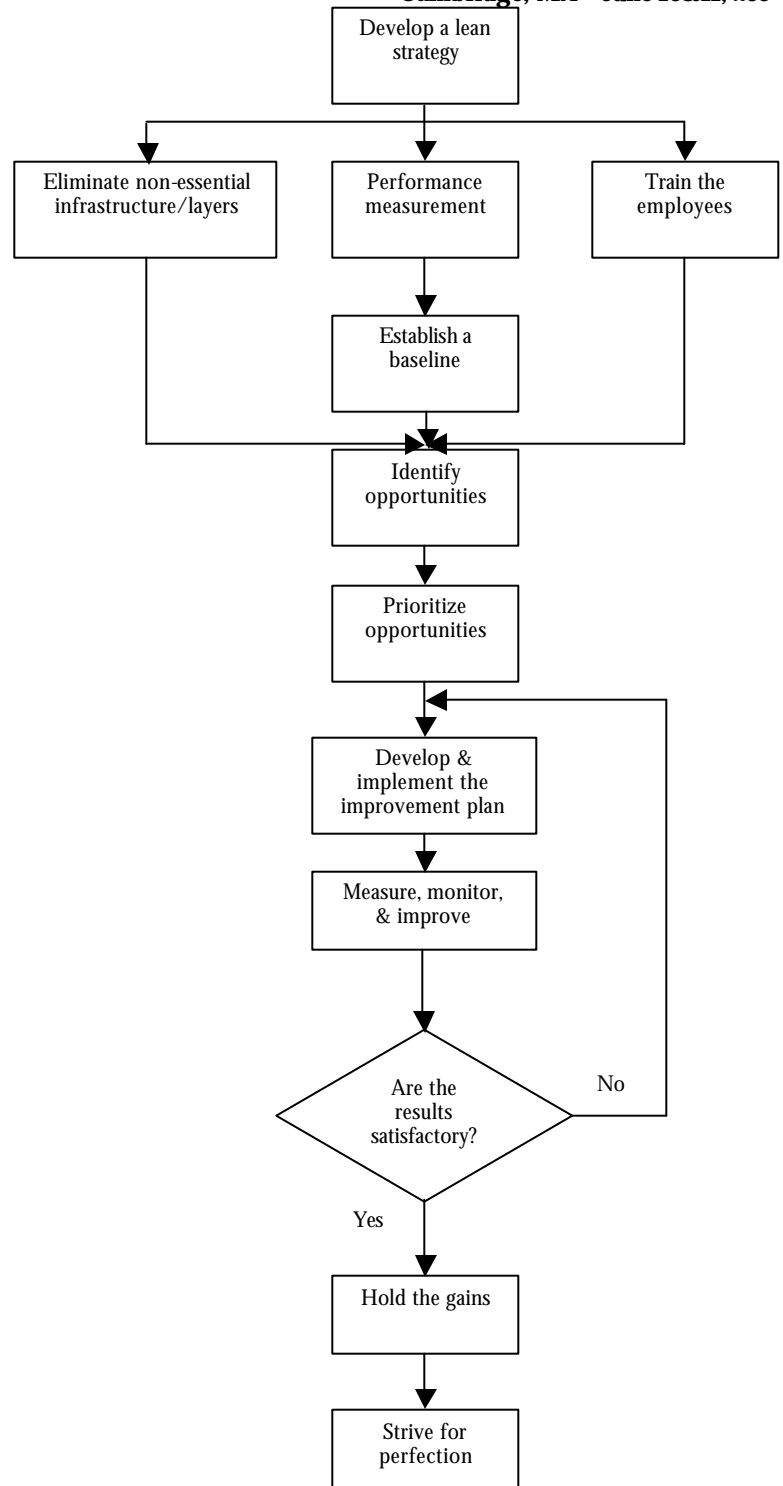 Develop a lean
strategy
Eliminate non-essential
infrastructure/layers
Performance
measurement
Train the
employees
Establish a
baseline
Identify
opportunities
Prioritize
opportunities
Develop &
implement the
improvement plan
Measure, monitor,
& improve
Are the
results
satisfactory?
No
Yes
Hold the gains
Strive for
perfection